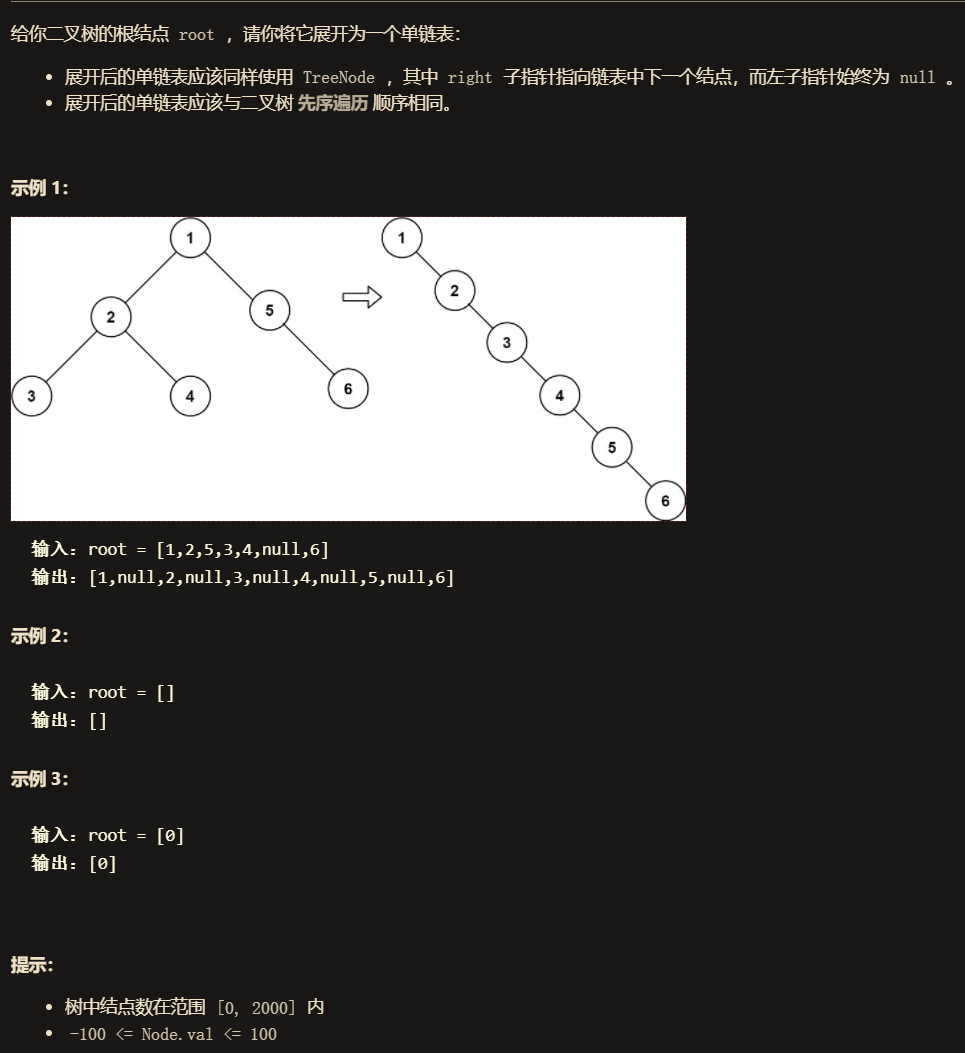 给你二叉树的根结点 root ，请你将它展开为一个单链表：
展开后的单链表应该同样使用 TreeNode ，其中 right 子指针指向链表中下一个结点，而左子指针始终为 null 。
展开后的单链表应该与二叉树 先序遍历 顺序相同。
示例 1：
1 1
2 5 2
3 4 6 3
4
5
6
输入：root = [1,2,5,3,4,null,6]
输出：[1,null,2,null,3,null,4,null,5,null,6]
示例 2：
输入：root = []
输出：[]
示例 3：
输入：root = [0]
输出：[0]
提示：
树中结点数在范围 [0, 2000] 内
-100 <= Node.val <= 100